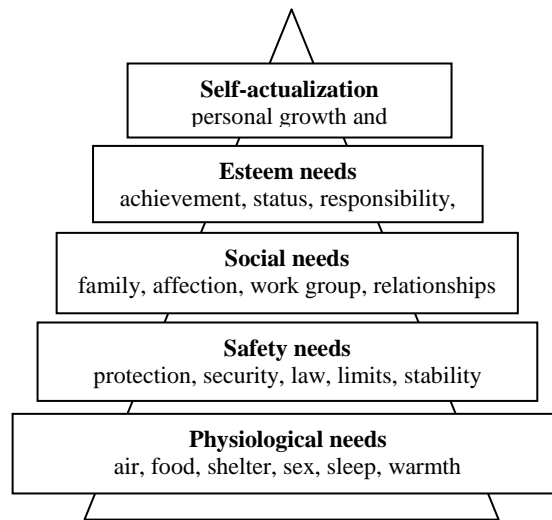 Self-actualization
personal growth and
Esteem needs
achievement, status, responsibility,
Social needs
family, affection, work group, relationships
Safety needs
protection, security, law, limits, stability
Physiological needs
air, food, shelter, sex, sleep, warmth